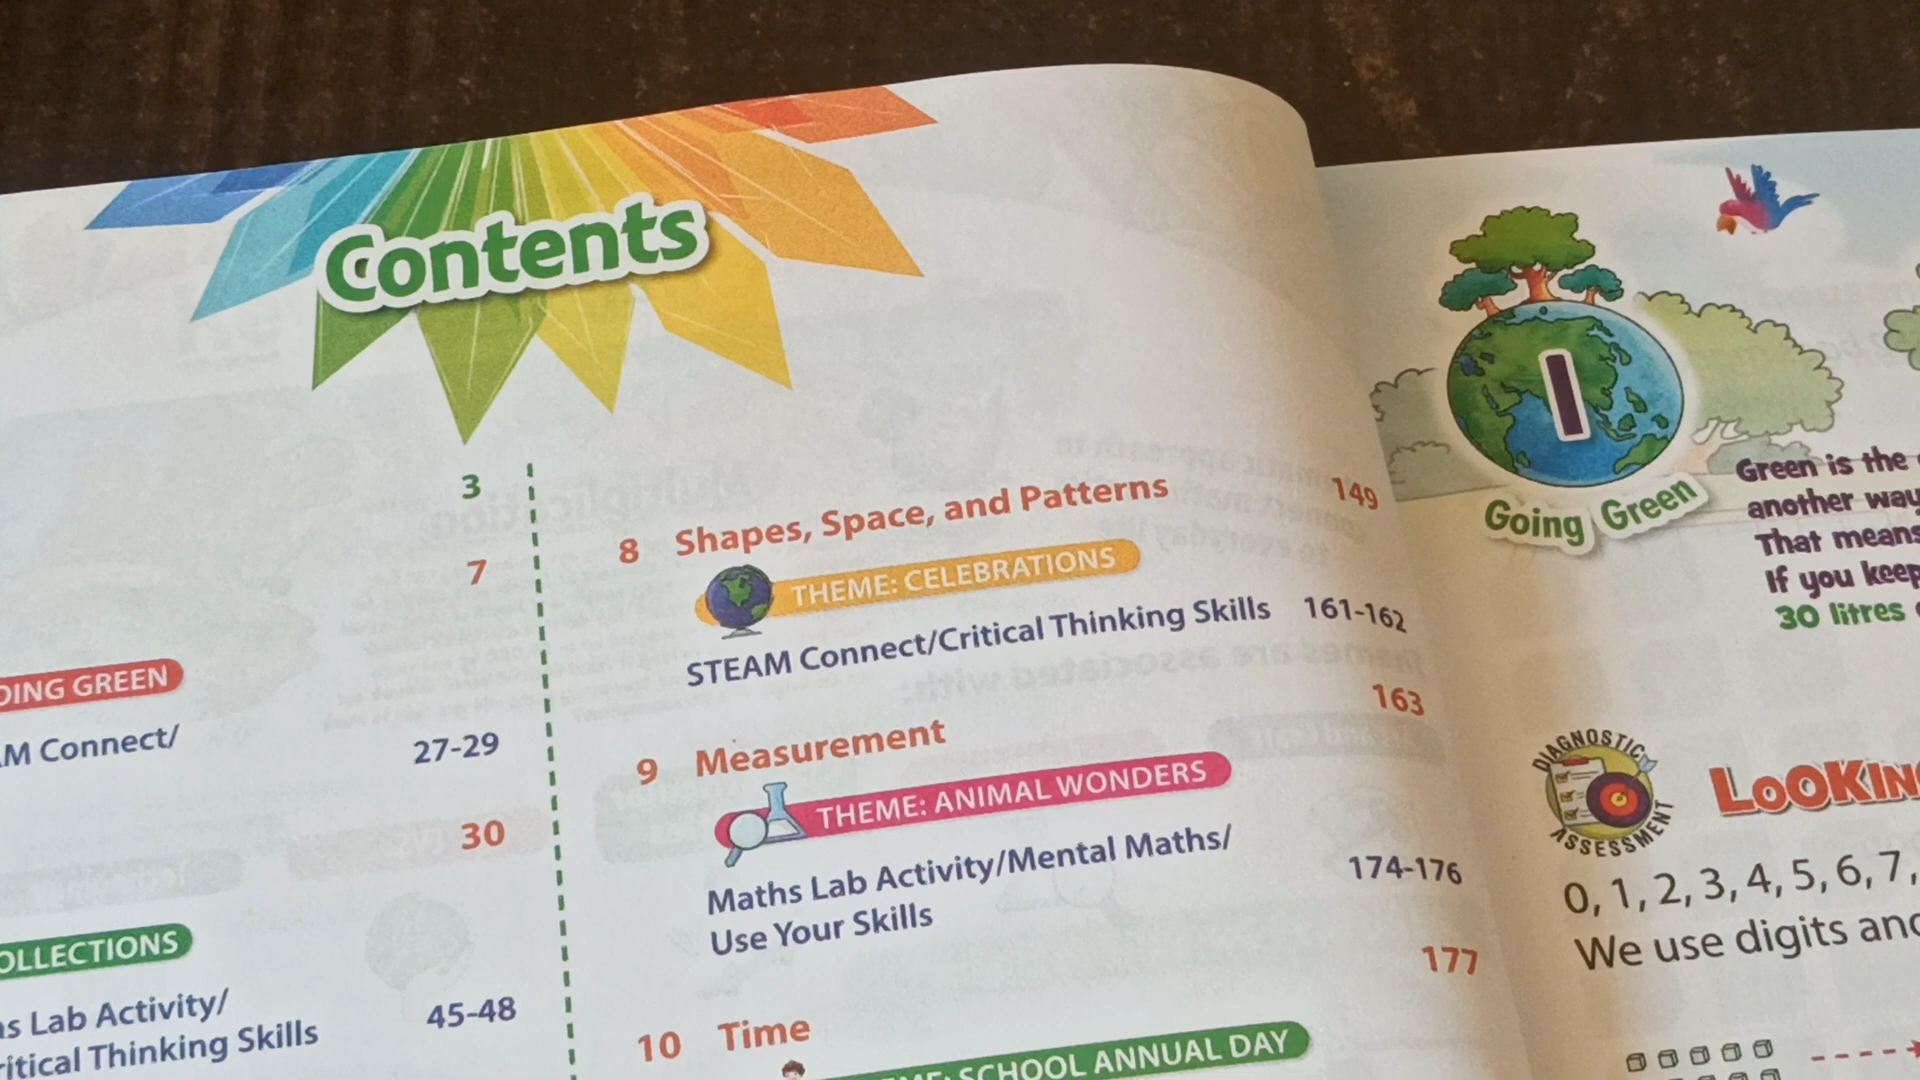 Contents
3
7
OING GREEN
M Connect/
27-29
30
OLLECTIONS
s Lab Activity/
ritical Thinking Skills
45-48
8 Shapes, Space, and Patterns 149
THEME: CELEBRATIONS
STEAM Connect/Critical Thinking Skills 161-162
9 Measurement 163
THEME: ANIMAL WONDERS
Maths Lab Activity/Mental Maths/
Use Your Skills
174-176
10 Time 177
SCHOOL ANNUAL DAY
1
Going Green
Green is the
another way
That means
If you keep
30 litres
DIAGNOSTIC
ASSESSMENT
LOOKIN
0, 1, 2, 3, 4, 5, 6, 7,
We use digits and